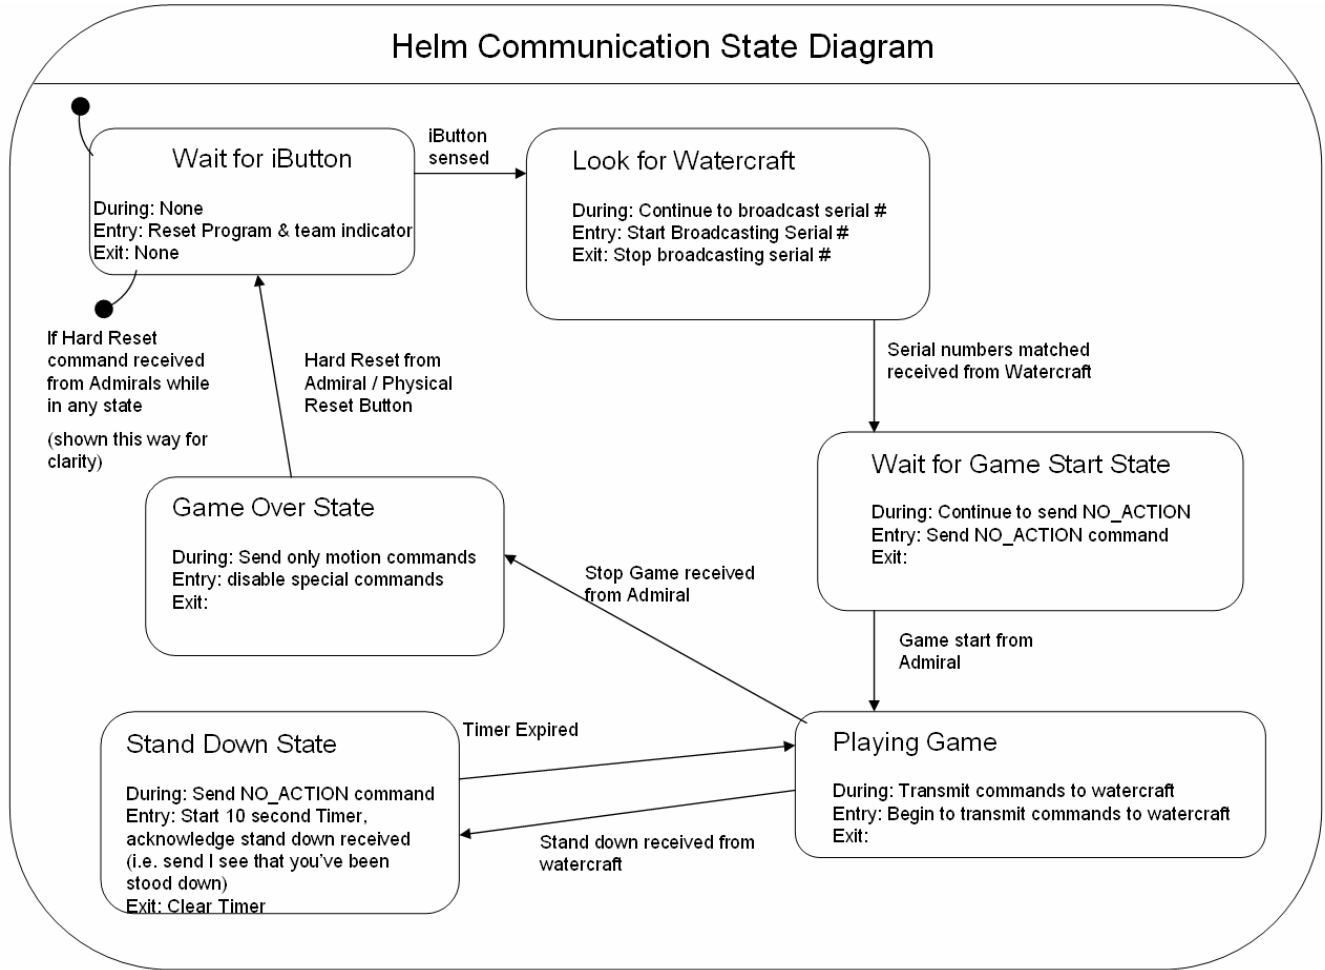 Helm Communication State Diagram
Wait for iButton
During: None
Entry: Reset Program & team indicator
Exit: None
iButton
sensed
Look for Watercraft
During: Continue to broadcast serial #
Entry: Start Broadcasting Serial #
Exit: Stop broadcasting serial #
If Hard Reset
command received
from Admirals while
in any state
(shown this way for
clarity)
Hard Reset from
Admiral / Physical
Reset Button
Serial numbers matched
received from Watercraft
Wait for Game Start State
During: Continue to send NO_ACTION
Entry: Send NO_ACTION command
Exit:
Game Over State
During: Send only motion commands
Entry: disable special commands
Exit:
Stop Game received
from Admiral
Game start from
Admiral
Stand Down State
During: Send NO_ACTION command
Entry: Start 10 second Timer,
acknowledge stand down received
(i.e. send I see that you've been
stood down)
Exit: Clear Timer
Timer Expired
Stand down received from
watercraft
Playing Game
During: Transmit commands to watercraft
Entry: Begin to transmit commands to watercraft
Exit: